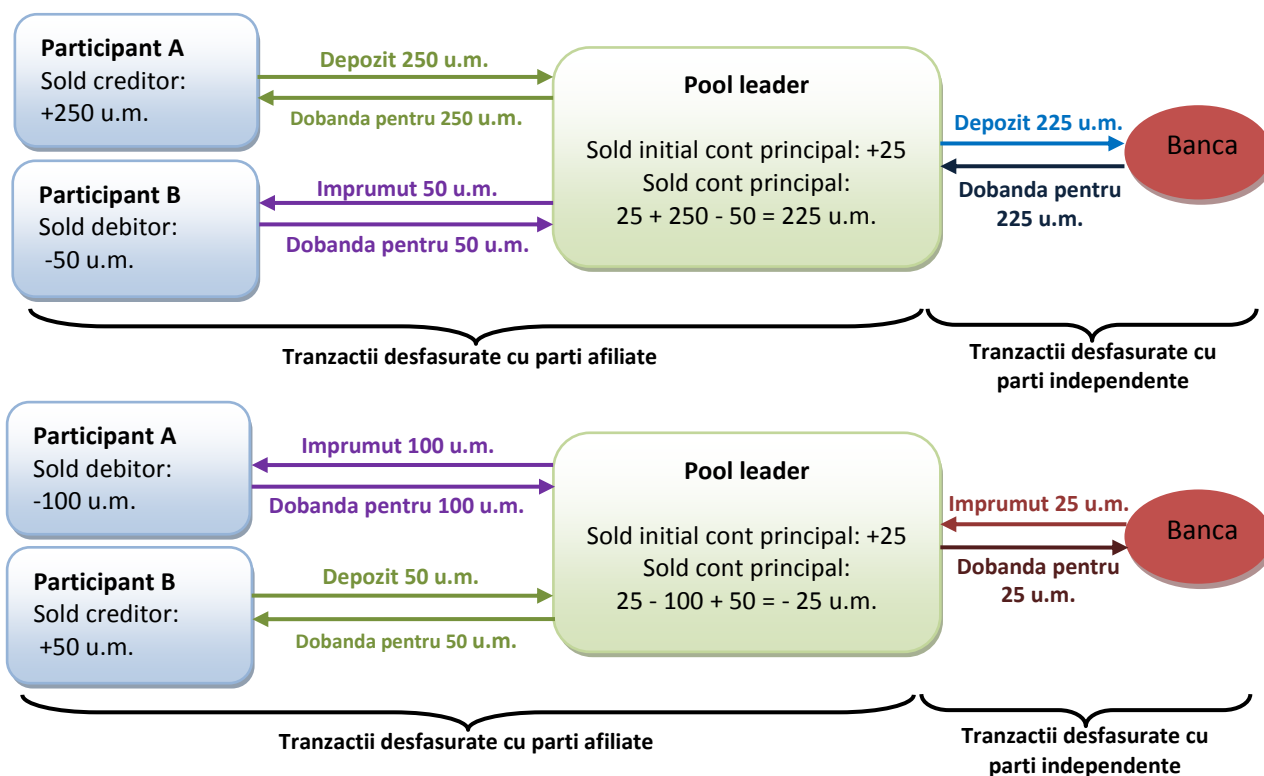 Participant A
Sold creditor:
+250 u.m.
Depozit 250 u.m.
Dobanda pentru 250 u.m.
Participant B
Sold debitor:
-50 u.m.
Imprumut 50 u.m.
Dobanda pentru 50 u.m.
Pool leader
Sold initial cont principal: +25
Sold cont principal:
25 + 250 - 50 = 225 u.m.
Depozit 225 u.m.
Dobanda pentru
225 u.m.
Banca
Tranzactii desfasurate cu parti afiliate
Tranzactii desfasurate cu
parti independente
Participant A
Sold debitor:
-100 u.m.
Imprumut 100 u.m.
Dobanda pentru 100 u.m.
Participant B
Sold creditor:
+50 u.m.
Depozit 50 u.m.
Dobanda pentru 50 u.m.
Pool leader
Sold initial cont principal: +25
Sold cont principal:
25 - 100 + 50 = - 25 u.m.
Imprumut 25 u.m.
Dobanda pentru
25 u.m.
Banca
Tranzactii desfasurate cu parti afiliate
Tranzactii desfasurate cu
parti independente